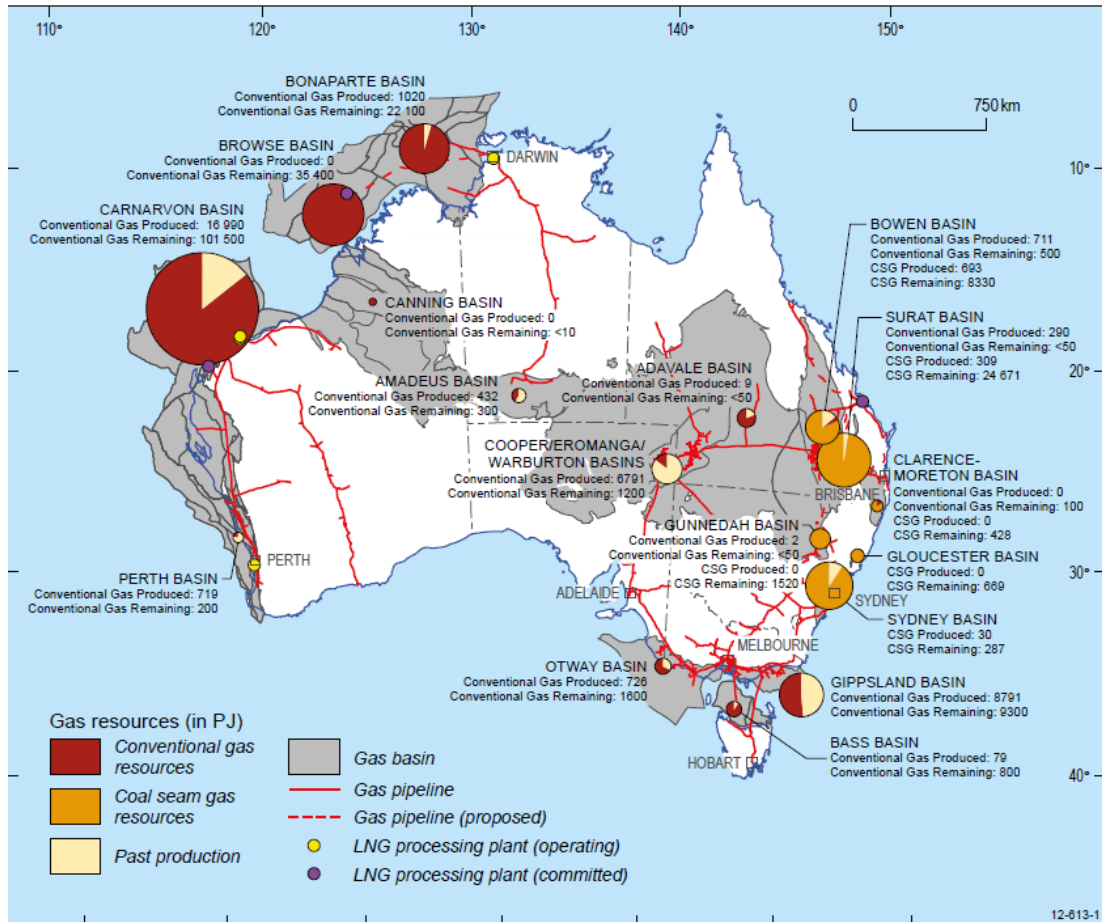 110°
120°
130°
140°
150°
BONAPARTE BASIN
Conventional Gas Produced: 1020
Conventional Gas Remaining: 22 100
BROWSE BASIN
Conventional Gas Produced: 0
Conventional Gas Remaining: 35 400
CARNARVON BASIN
Conventional Gas Produced: 16 990
Conventional Gas Remaining: 101 500
0
750 km
DARWIN
10°
10°
BOWEN BASIN
Conventional Gas Produced: 711
Conventional Gas Remaining: 500
CSG Produced: 693
CSG Remaining: 8330
CANNING BASIN
Conventional Gas Produced: 0
Conventional Gas Remaining: <10
SURAT BASIN
Conventional Gas Produced: 290
Conventional Gas Remaining: <50
CSG Produced: 309
CSG Remaining: 24 671
20°
20°
AMADEUS BASIN
Conventional Gas Produced: 432
Conventional Gas Remaining: 300
ADAVALE BASIN
Conventional Gas Produced: 9
Conventional Gas Remaining: <50
COOPER/EROMANGA/
WARBURTON BASINS
Conventional Gas Produced: 6791
Conventional Gas Remaining: 1200
CLARENCE-
MORETON BASIN
Conventional Gas Produced: 0
Conventional Gas Remaining: 100
CSG Produced: 0
CSG Remaining: 428
BRISBANE
GUNNEDAH BASIN
Conventional Gas Produced: 2
Conventional Gas Remaining: <50
CSG Produced: 0
CSG Remaining: 1520
GLOUCESTER BASIN
CSG Produced: 0
CSG Remaining: 669
PERTH
30°
30°
PERTH BASIN
Conventional Gas Produced: 719
Conventional Gas Remaining: 200
ADELAIDE
SYDNEY
SYDNEY BASIN
CSG Produced: 30
CSG Remaining: 287
MELBOURNE
OTWAY BASIN
Conventional Gas Produced: 726
Conventional Gas Remaining: 1600
GIPPSLAND BASIN
Conventional Gas Produced: 8791
Conventional Gas Remaining: 9300
BASS BASIN
Conventional Gas Produced: 79
Conventional Gas Remaining: 800
HOBART
40°
Gas resources (in PJ)
Conventional gas
resources
Coal seam gas
resources
Past production
Gas basin
Gas pipeline
Gas pipeline (proposed)
LNG processing plant (operating)
LNG processing plant (committed)
12-613-1